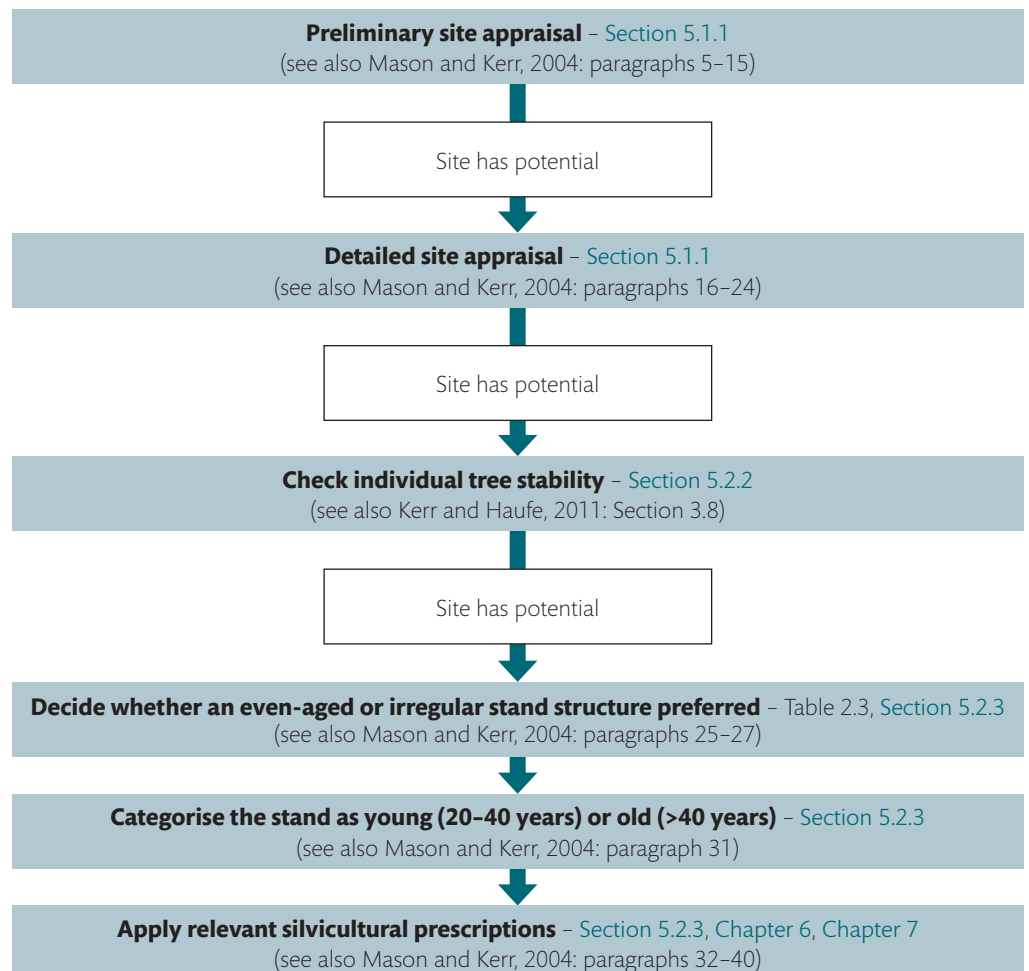 Preliminary site appraisal – Section 5.1.1
(see also Mason and Kerr, 2004: paragraphs 5–15)
Site has potential
Detailed site appraisal – Section 5.1.1
(see also Mason and Kerr, 2004: paragraphs 16–24)
Site has potential
Check individual tree stability – Section 5.2.2
(see also Kerr and Haufe, 2011: Section 3.8)
Site has potential
Decide whether an even-aged or irregular stand structure preferred – Table 2.3, Section 5.2.3
(see also Mason and Kerr, 2004: paragraphs 25–27)
Categorise the stand as young (20–40 years) or old (>40 years) – Section 5.2.3
(see also Mason and Kerr, 2004: paragraph 31)
Apply relevant silvicultural prescriptions – Section 5.2.3, Chapter 6, Chapter 7
(see also Mason and Kerr, 2004: paragraphs 32–40)